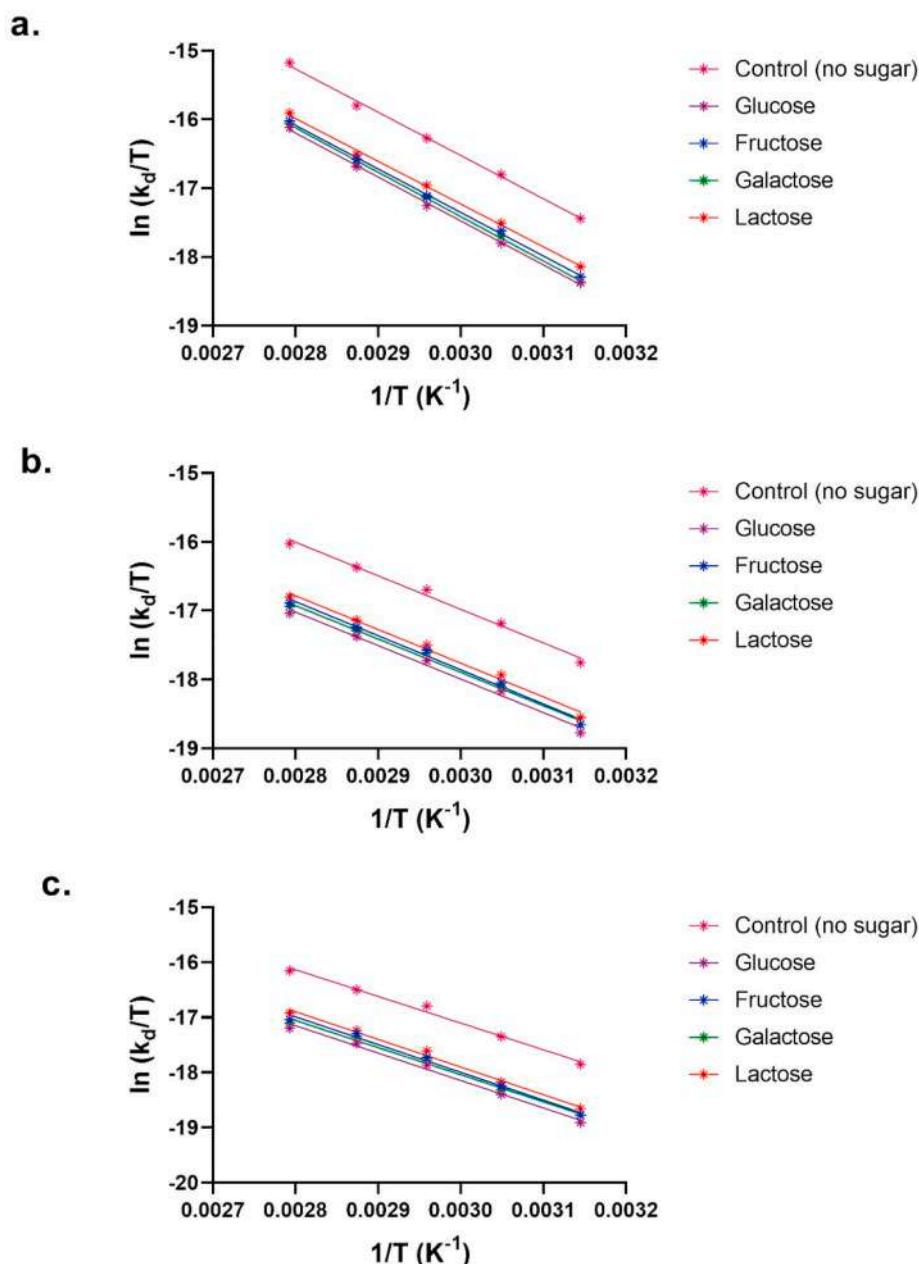 a.
-15
-16
-17
-18
-19
ln (kd/T)
0.0027 0.0028 0.0029 0.0030 0.0031 0.0032
1/T (K-1)
Control (no sugar)
Glucose
Fructose
Galactose
Lactose
b.
-15
-16
-17
-18
-19
ln (kd/T)
0.0027 0.0028 0.0029 0.0030 0.0031 0.0032
1/T (K-1)
Control (no sugar)
Glucose
Fructose
Galactose
Lactose
c.
-15
-16
-17
-18
-19
-20
ln (kd/T)
0.0027 0.0028 0.0029 0.0030 0.0031 0.0032
1/T (K-1)
Control (no sugar)
Glucose
Fructose
Galactose
Lactose